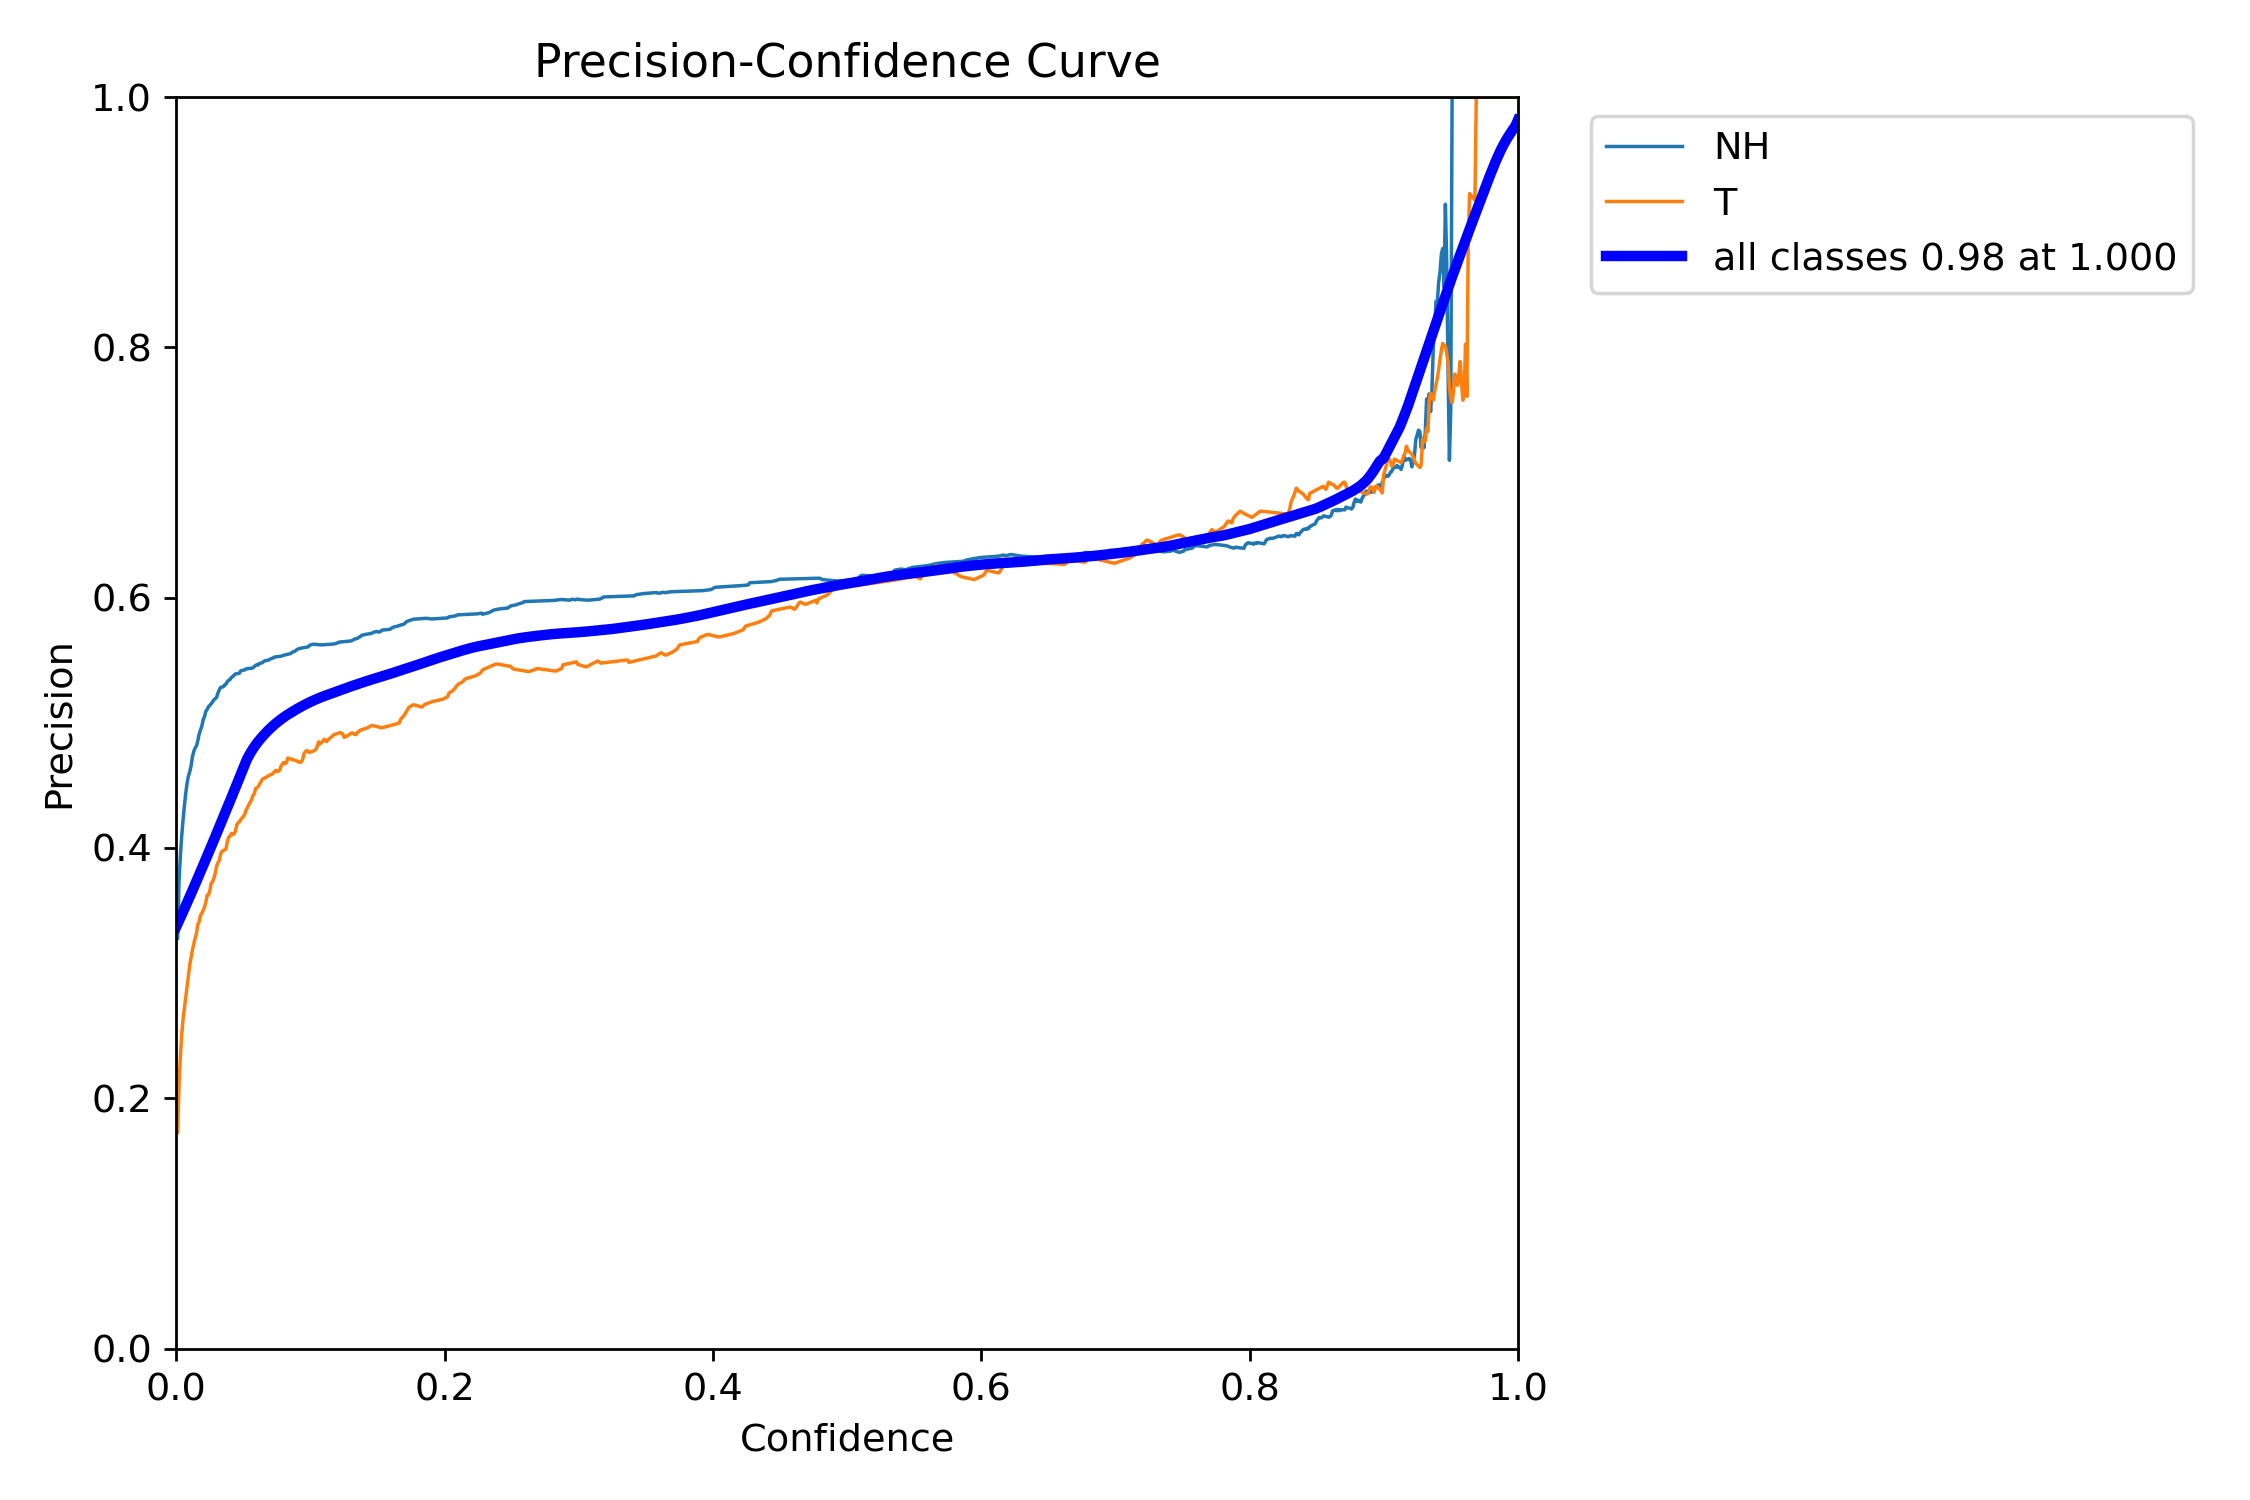 Precision-Confidence Curve
1.0
0.8
0.6
0.4
0.2
0.0
Precision
0.0 0.2 0.4 0.6 0.8 1.0
Confidence
NH
T
all classes 0.98 at 1.000